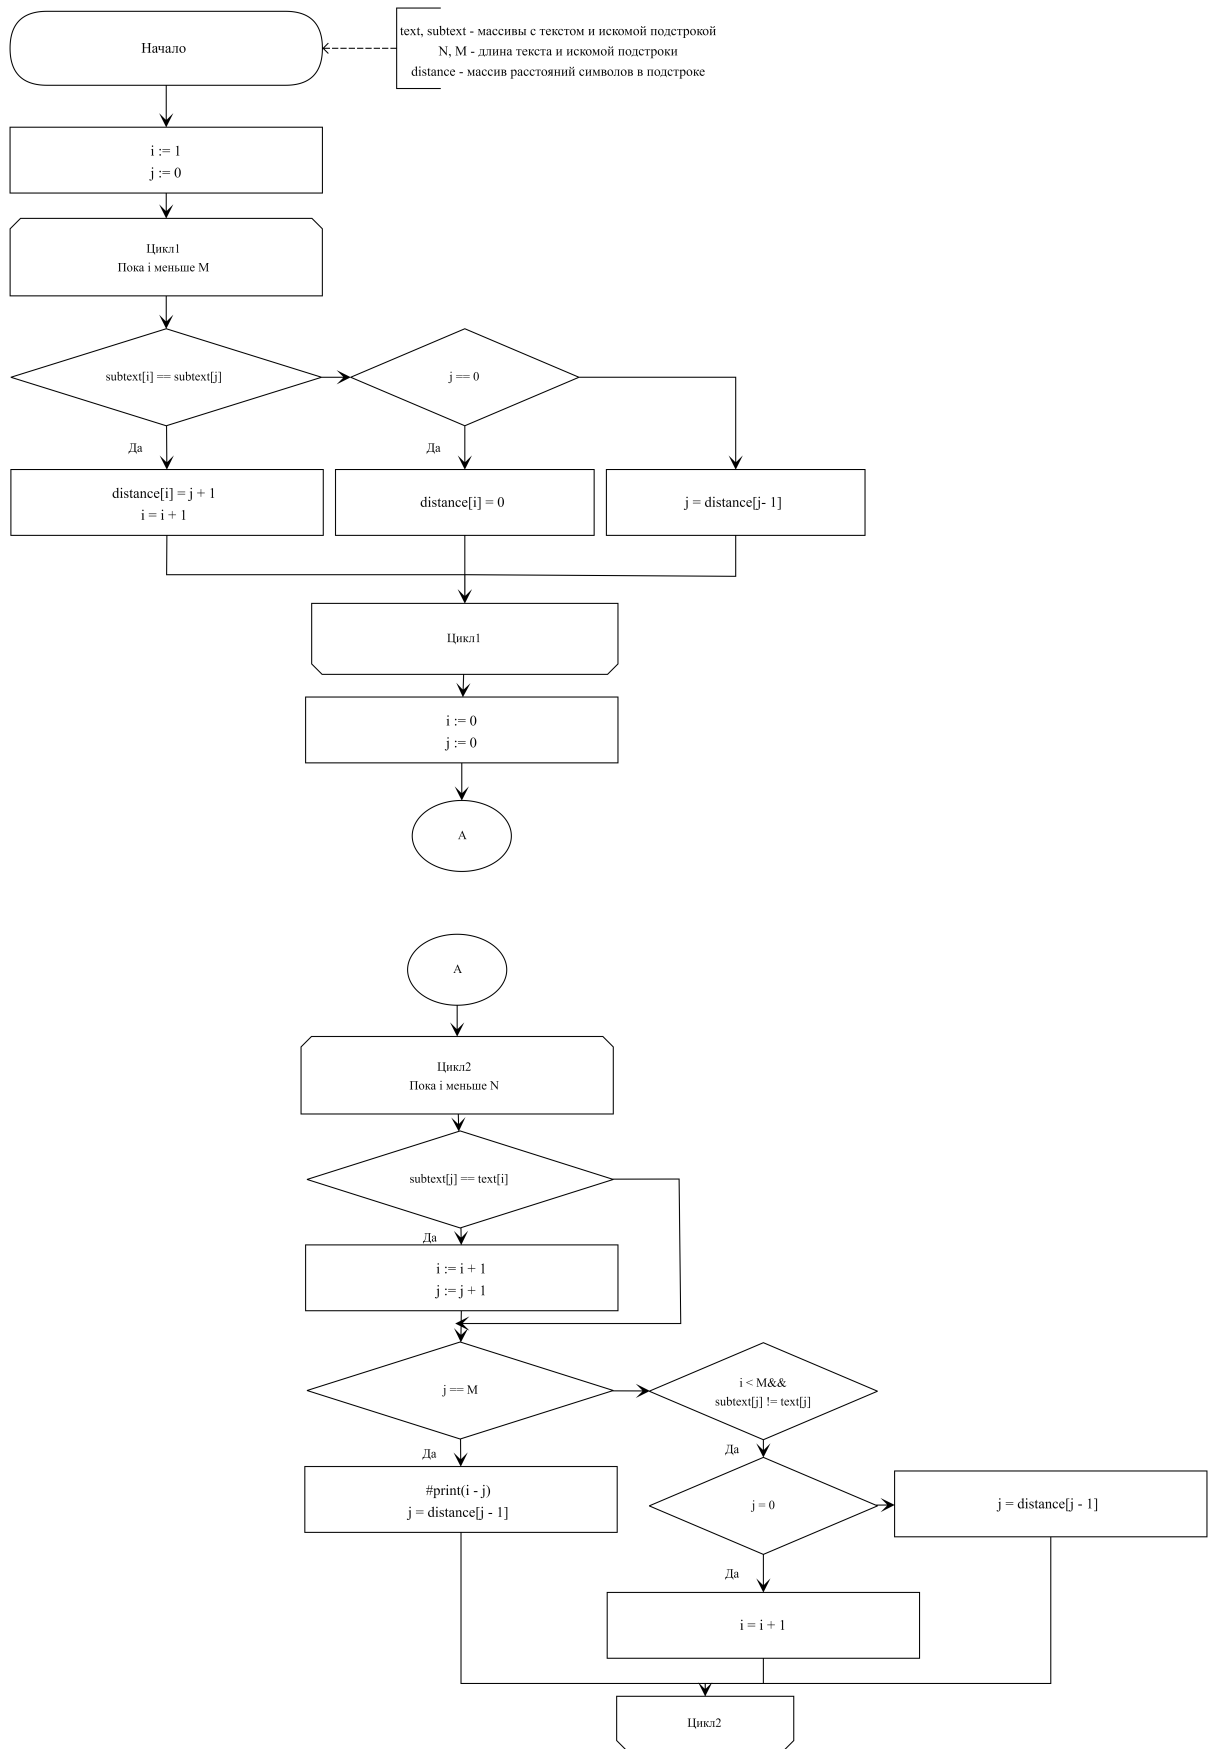 Начало
text, subtext - массивы с текстом и искомой подстрокой
N, M - длина текста и искомой подстроки
distance - массив расстояний символов в подстроке
i := 1
j := 0
Цикл1
Пока i меньше M
subtext[i] == subtext[j]
j == 0
Да
Да
distance[i] = j + 1
i = i + 1
distance[i] = 0
j = distance[j- 1]
Цикл1
i := 0
j := 0
A
A
Цикл2
Пока i меньше N
subtext[j] == text[i]
Да
i := i + 1
j := j + 1
j == M
i < M&&
subtext[j] != text[j]
Да
Да
#print(i - j)
j = distance[j - 1]
j = 0
j = distance[j - 1]
Да
i = i + 1
Цикл2